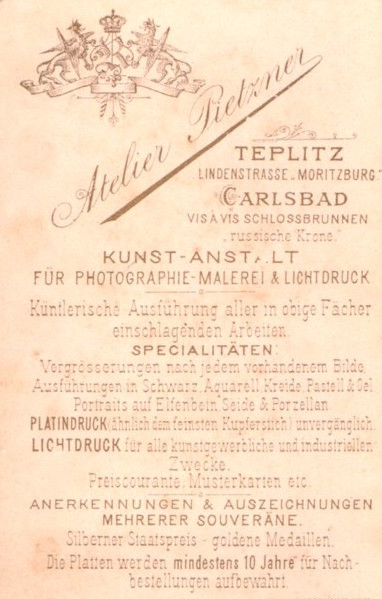 Atelier Pietzner
TEPLITZ
LINDENSTRASSE „MORITZBURG."
CARLSBAD
VIS À VIS SCHLOSSBRUNNEN
„russische Krone."
KUNST-ANSTALT
FÜR PHOTOGRAPHIE-MALEREI & LICHTDRUCK
Küntlerische Ausführung aller in obige Fächer
einschlagenden Arbeiten.
SPECIALITÄTEN:
Vergrösserungen nach jedem vorhandenem Bilde,
Ausführungen in Schwarz, Aquarell, Kreide, Pastell & Oel
Portraits auf Elfenbein, Seide & Porzellan.
PLATINDRUCK (ähnlich dem feinsten Kupferstich) unvergänglich.
LICHTDRUCK für alle kunstgewerbliche und industriellen
Zwecke.
Preiscourante, Musterkarten etc.
ANERKENNUNGEN & AUSZEICHNUNGEN
MEHRERER SOUVERÄNE.
Silberner Staatspreis - goldene Medaillen.
Die Platten werden mindestens 10 Jahre für Nach-
bestellungen aufbewahrt.